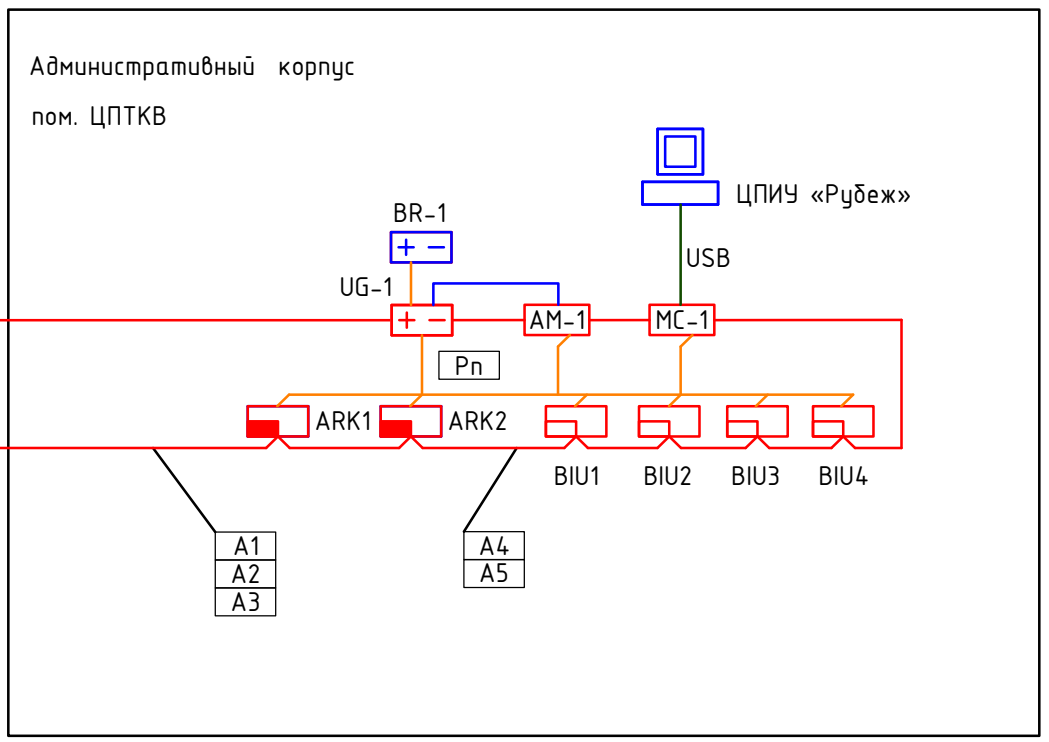 Административный корпус
пом. ЦПТКВ
ЦПИУ «Рубеж»
BR-1
+ -
USB
UG-1
+ -
AM-1
MC-1
Рп
ARK1
ARK2
BIU1
BIU2
BIU3
BIU4
A1
A2
A3
A4
A5